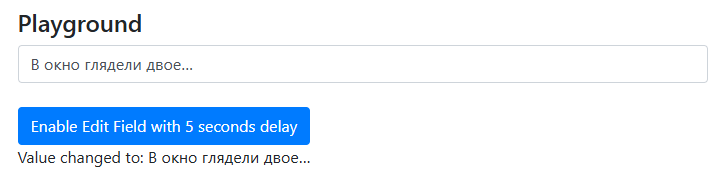 Playground
В окно глядели двое...
Enable Edit Field with 5 seconds delay
Value changed to: В окно глядели двое...